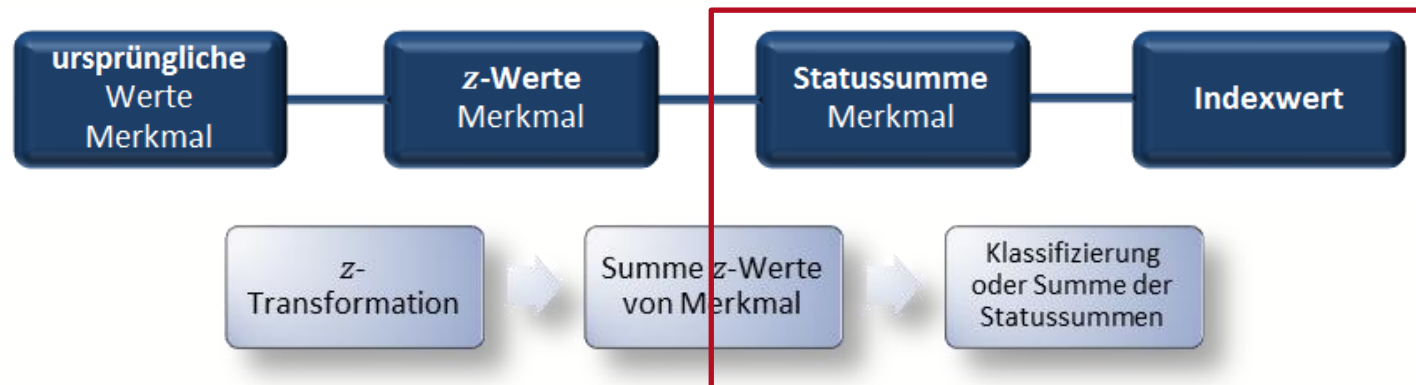 ursprüngliche
Werte
Merkmal
z-Werte
Merkmal
Statussumme
Merkmal
Indexwert
z-
Transformation
Summe z-Werte
von Merkmal
Klassifizierung
oder Summe der
Statussummen